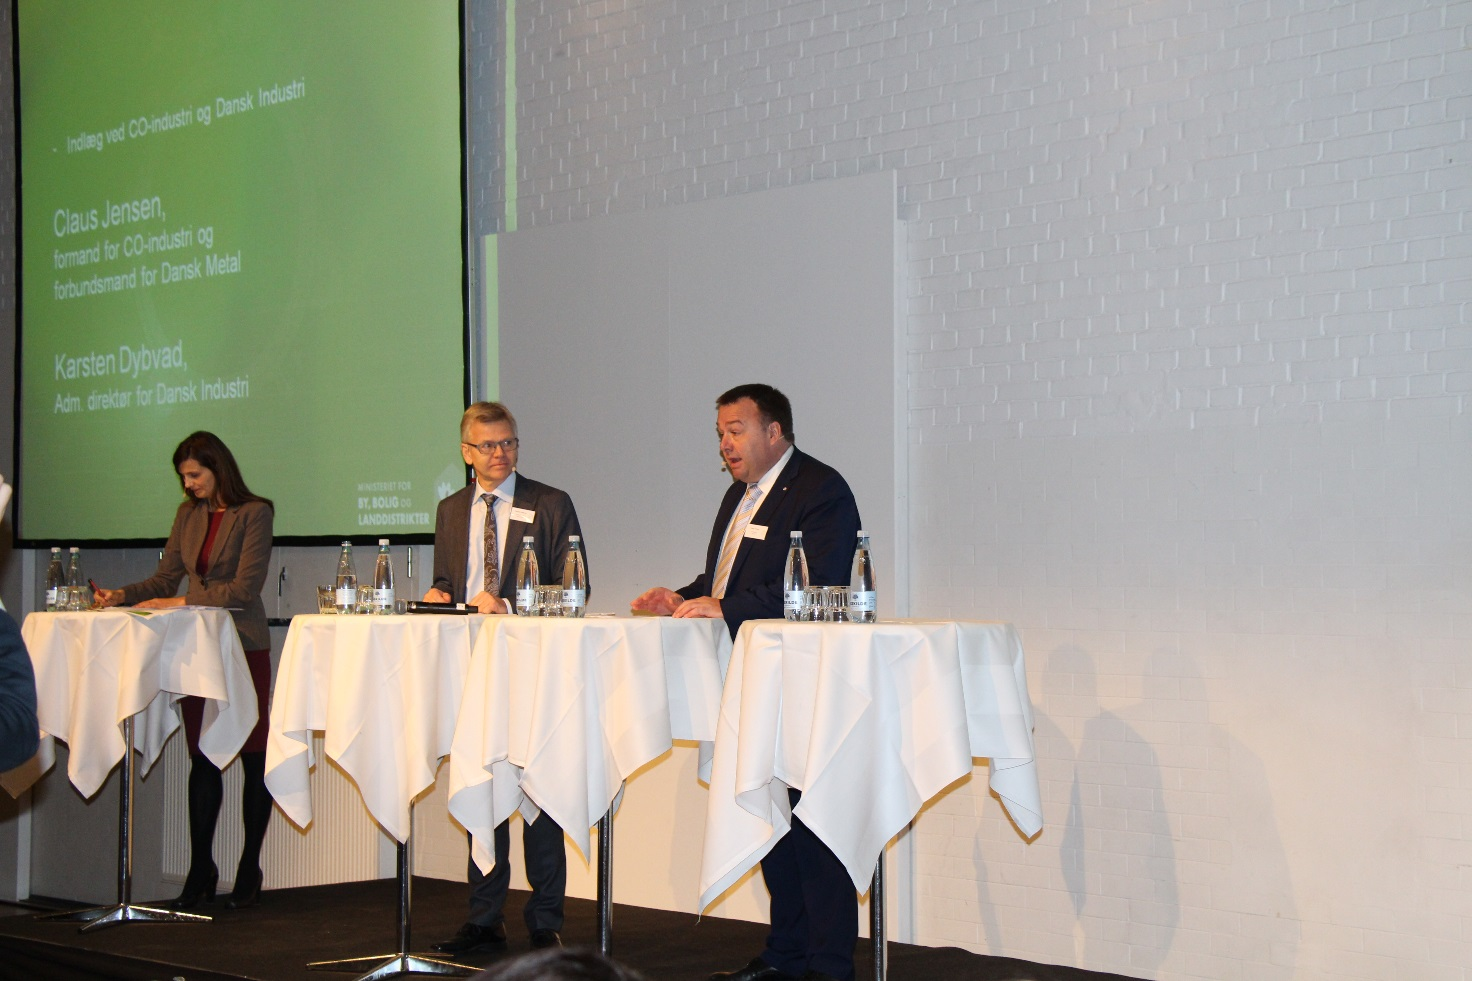 - Indlæg ved CO-industri og Dansk Industri
Claus Jensen,
formand for CO-industri og
forbundsmand for Dansk Metal
Karsten Dybvad,
Adm. direktør for Dansk Industri
MINISTERIET FOR
BY, BOLIG OG
LANDDISTRIKTER